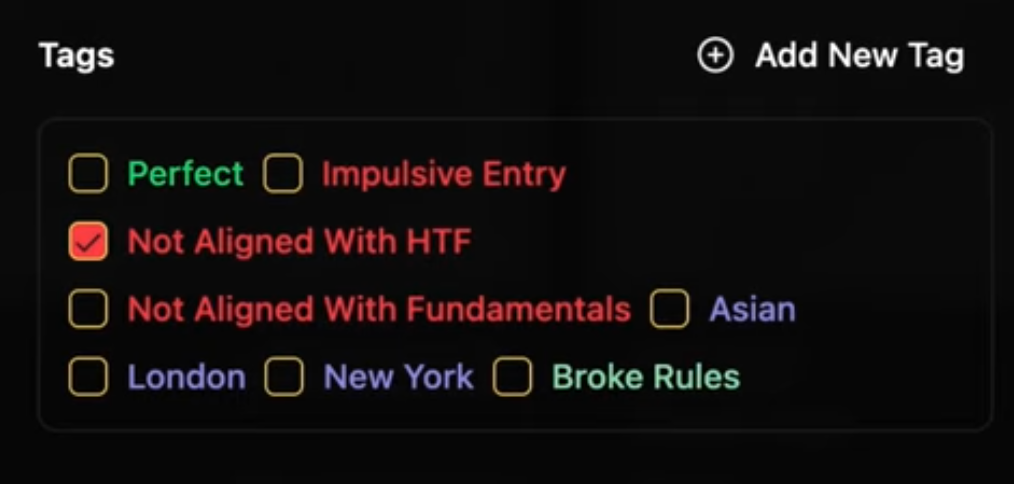 Tags
Add New Tag
Perfect Impulsive Entry
Not Aligned With HTF
Not Aligned With Fundamentals Asian
London New York Broke Rules